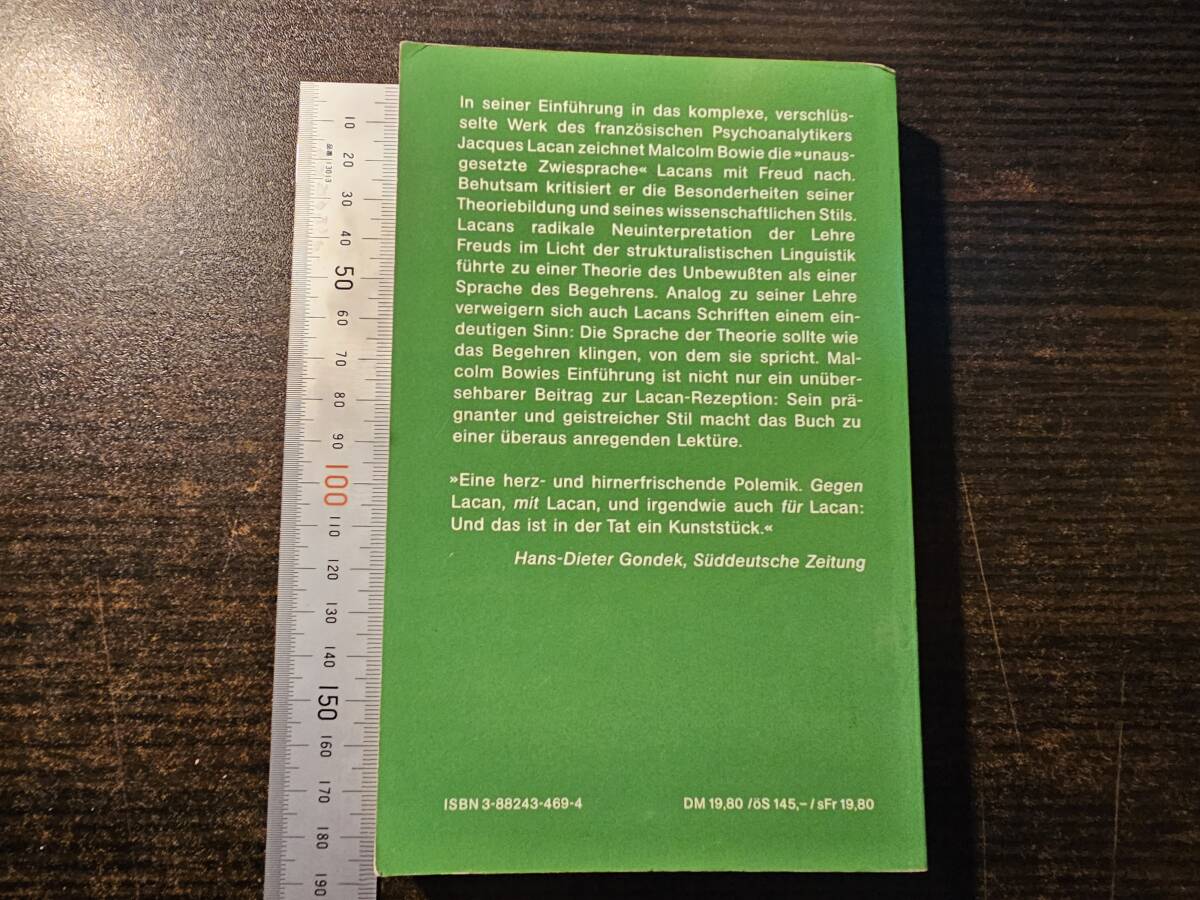 In seiner Einführung in das komplexe, verschlüs-
selte Werk des französischen Psychoanalytikers
Jacques Lacan zeichnet Malcolm Bowie die »unaus-
gesetzte Zwiesprache« Lacans mit Freud nach.
Behutsam kritisiert er die Besonderheiten seiner
Theoriebildung und seines wissenschaftlichen Stils.
Lacans radikale Neuinterpretation der Lehre
Freuds im Licht der strukturalistischen Linguistik
führte zu einer Theorie des Unbewußten als einer
Sprache des Begehrens. Analog zu seiner Lehre
verweigern sich auch Lacans Schriften einem ein-
deutigen Sinn: Die Sprache der Theorie sollte wie
das Begehren klingen, von dem sie spricht. Mal-
colm Bowies Einführung ist nicht nur ein unüber-
sehbarer Beitrag zur Lacan-Rezeption: Sein prä-
gnanter und geistreicher Stil macht das Buch zu
einer überaus anregenden Lektüre.
»Eine herz- und hirnerfrischende Polemik. Gegen
Lacan, mit Lacan, und irgendwie auch für Lacan:
Und das ist in der Tat ein Kunststück.«
Hans-Dieter Gondek, Süddeutsche Zeitung
ISBN 3-88243-469-4
DM 19,80 /öS 145,– / sFr 19,80
10
20
30
40
50
60
70
80
90
100
110
120
130
140
150
160
170
180
190
品番 13013